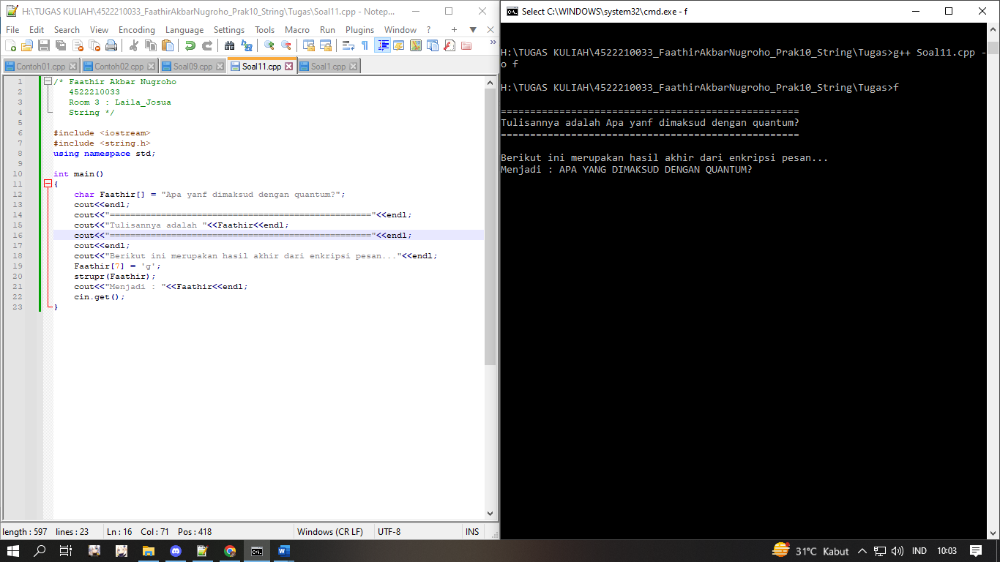 H:\TUGAS KULIAH\4522210033_FaathirAkbarNugroho_Prak10_String\Tugas\Soal11.cpp - Notep...
File Edit Search View Encoding Language Settings Tools Macro Run Plugins Window ? + ▼ X
Contoh01.cpp Contoh02.cpp Soal09.cpp Soal11.cpp Soal1.cpp
1 /* Faathir Akbar Nugroho
2 4522210033
3 Room 3 : Laila_Josua
4 String */
5
6 #include <iostream>
7 #include <string.h>
8 using namespace std;
9
10 int main()
11 {
12 char Faathir[] = "Apa yanf dimaksud dengan quantum?";
13 cout<<endl;
14 cout<<"==================================================="<<endl;
15 cout<<"Tulisannya adalah "<<Faathir<<endl;
16 cout<<"==================================================="<<endl;
17 cout<<endl;
18 cout<<"Berikut ini merupakan hasil akhir dari enkripsi pesan..."<<endl;
19 Faathir[7] = 'g';
20 strupr(Faathir);
21 cout<<"Menjadi : "<<Faathir<<endl;
22 cin.get();
23 }
length : 597 lines : 23 Ln : 16 Col : 71 Pos : 418 Windows (CR LF) UTF-8 INS
Select C:\WINDOWS\system32\cmd.exe - f
H:\TUGAS KULIAH\4522210033_FaathirAkbarNugroho_Prak10_String\Tugas>g++ Soal11.cpp -
o f
H:\TUGAS KULIAH\4522210033_FaathirAkbarNugroho_Prak10_String\Tugas>f
===================================================
Tulisannya adalah Apa yanf dimaksud dengan quantum?
===================================================
Berikut ini merupakan hasil akhir dari enkripsi pesan...
Menjadi : APA YANG DIMAKSUD DENGAN QUANTUM?
31°C Kabut IND 10:03